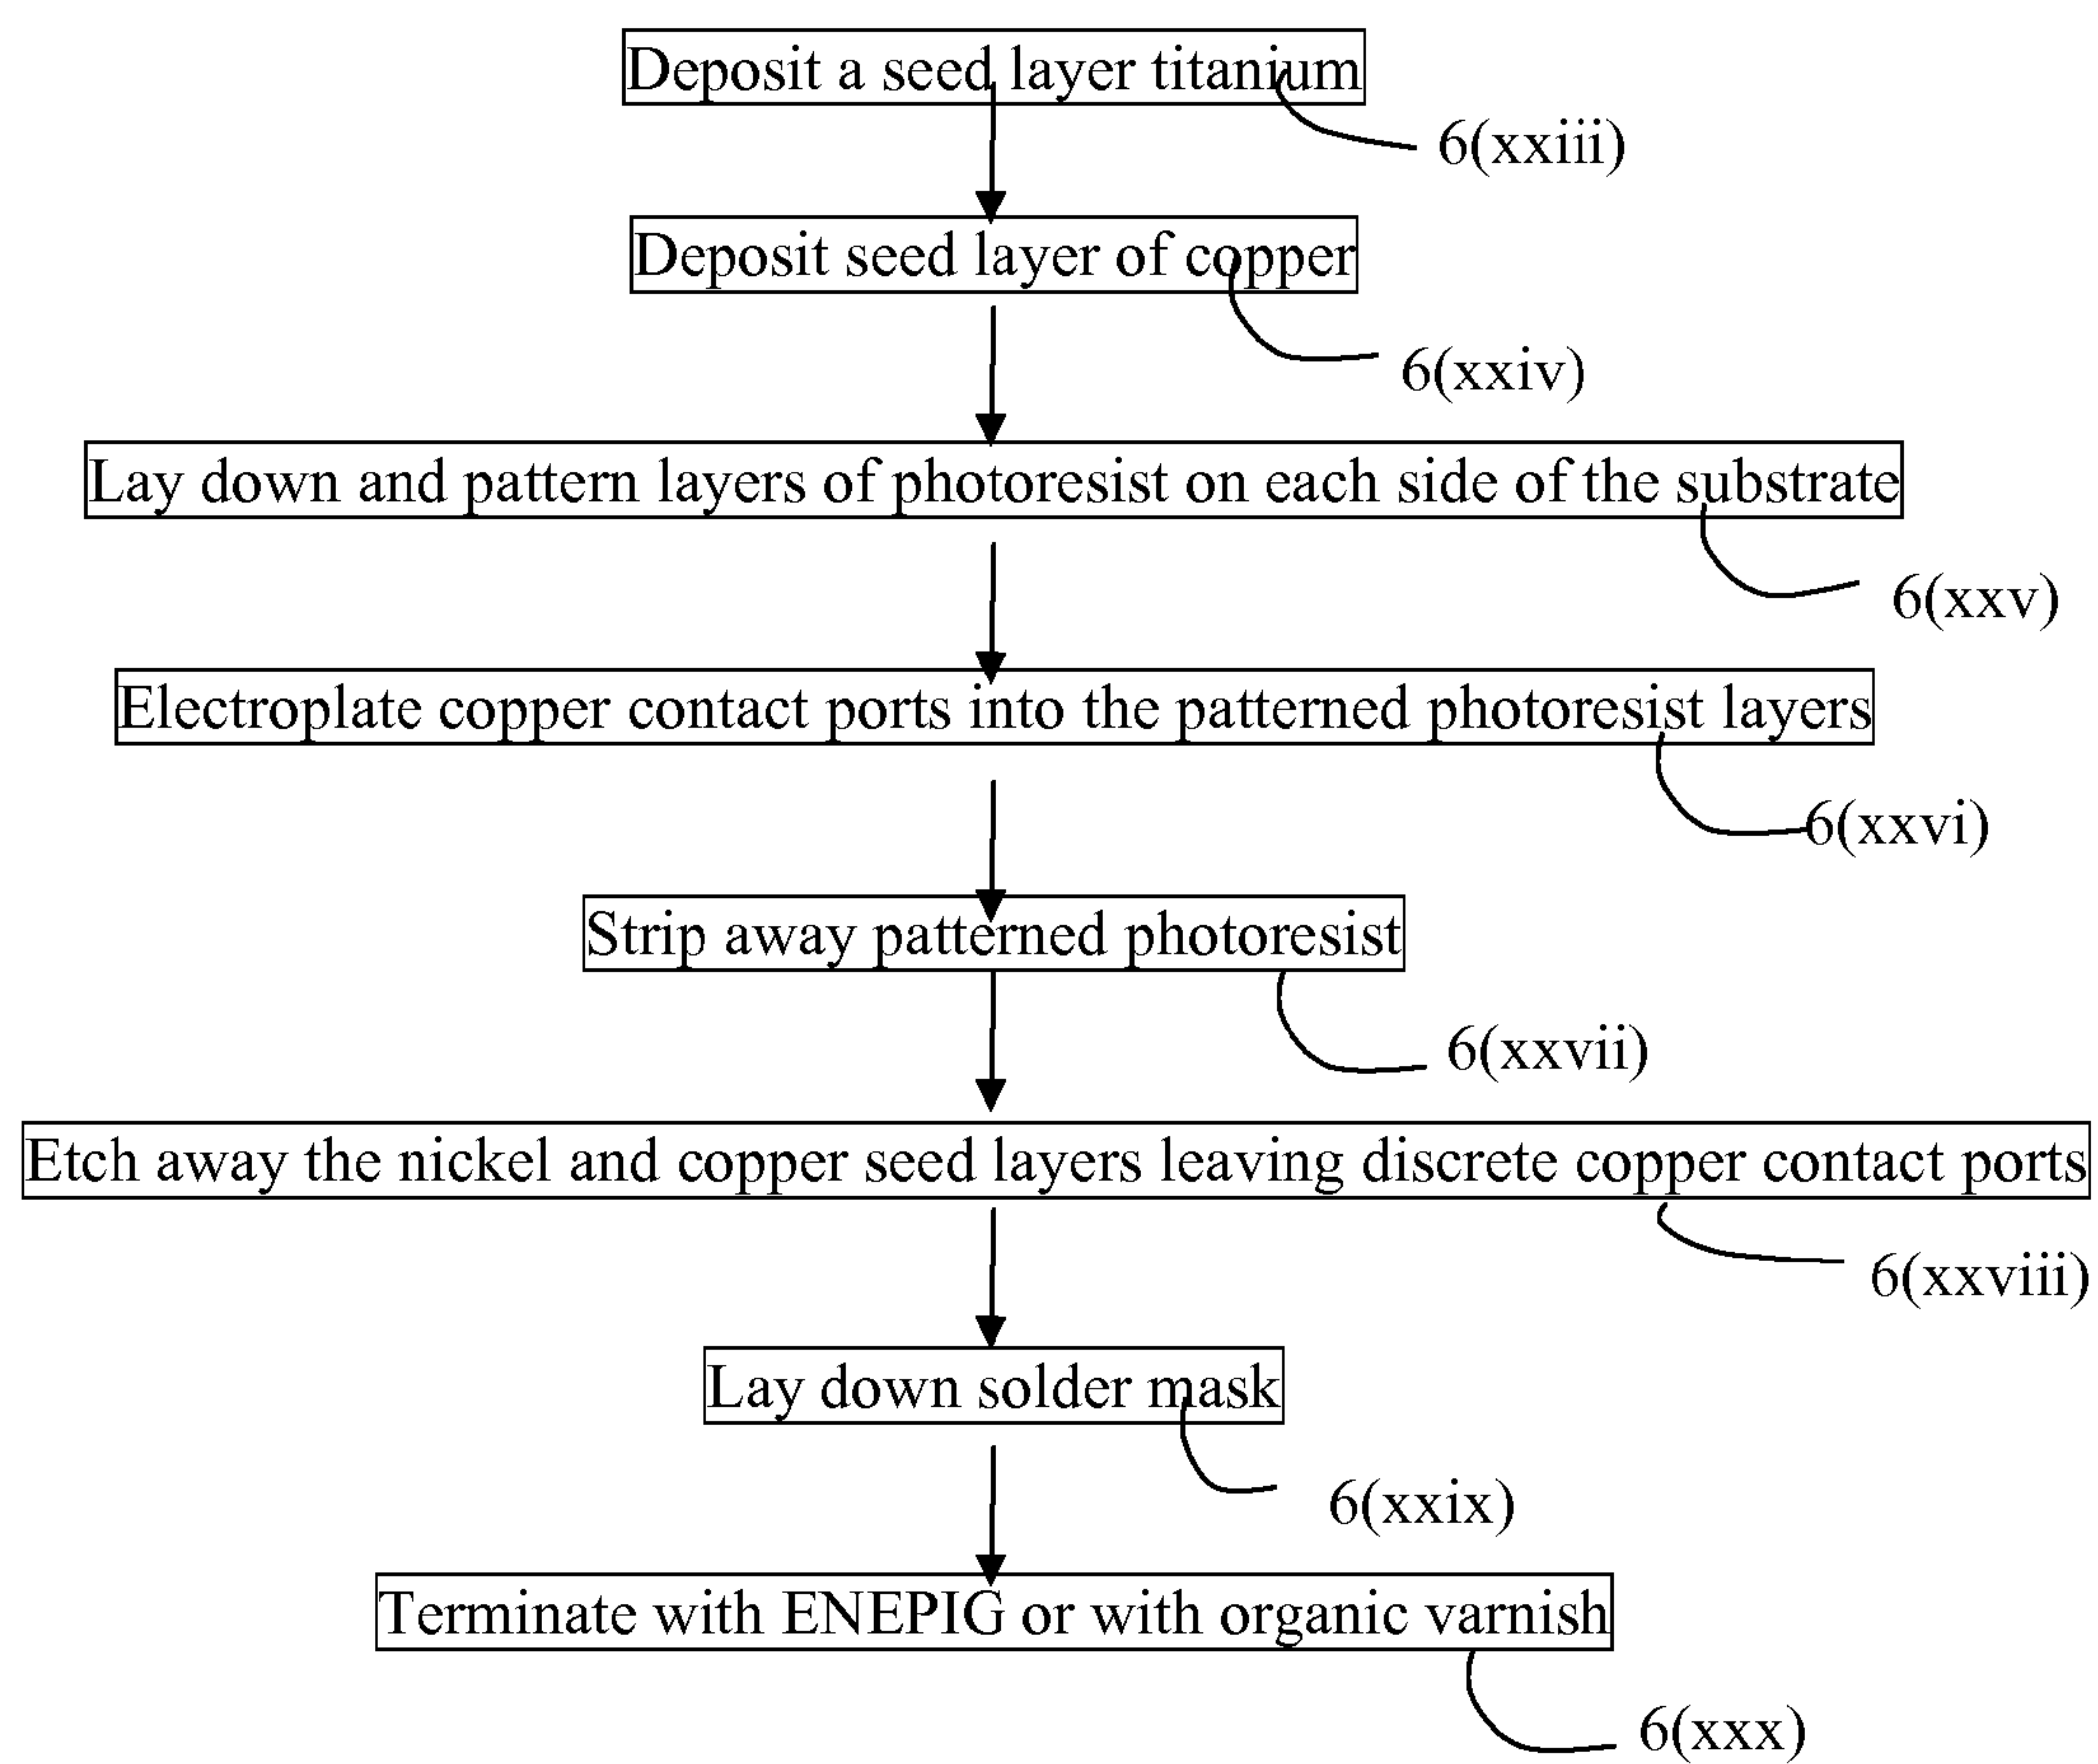 Deposit a seed layer titanium
6(xxiii)
Deposit seed layer of copper
6(xxiv)
Lay down and pattern layers of photoresist on each side of the substrate
6(xxv)
Electroplate copper contact ports into the patterned photoresist layers
6(xxvi)
Strip away patterned photoresist
6(xxvii)
Etch away the nickel and copper seed layers leaving discrete copper contact ports
6(xxviii)
Lay down solder mask
6(xxix)
Terminate with ENEPIG or with organic varnish
6(xxx)